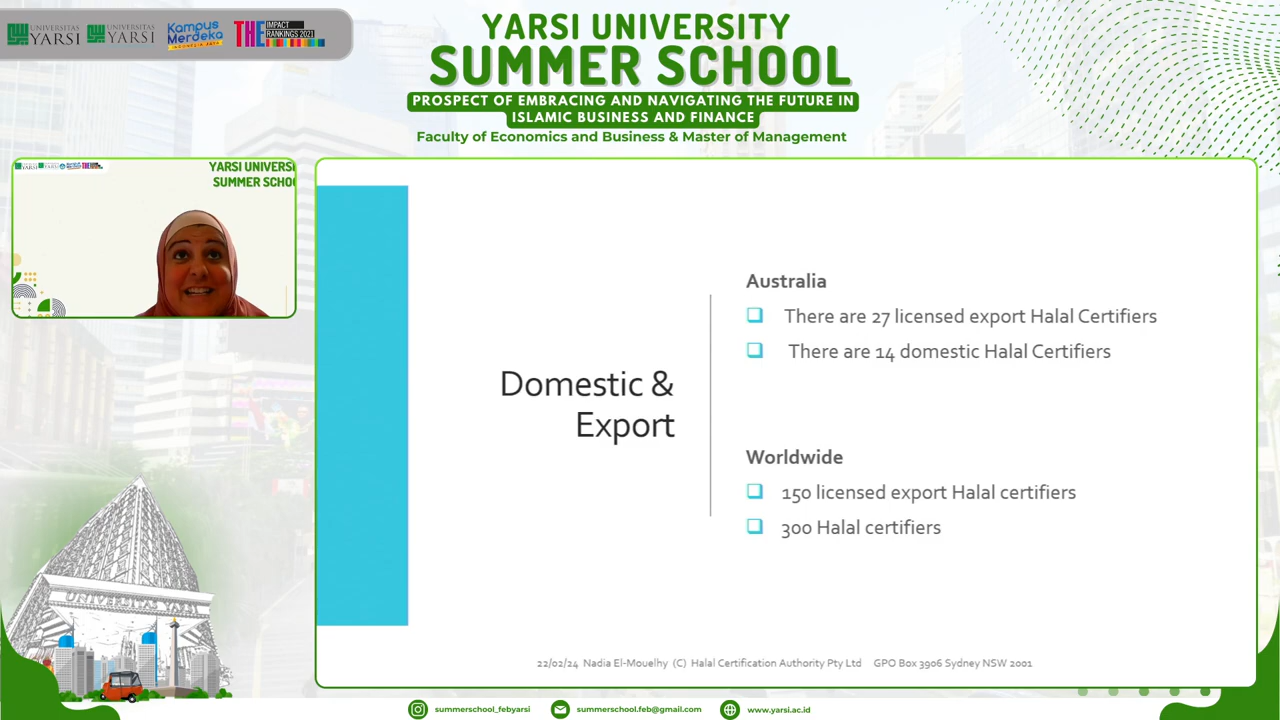 UNIVERSITAS
YARSI
UNIVERSITAS
YARSI
Kampus
Merdeka
INDONESIA JAYA
THE
IMPACT
RANKINGS 2021
YARSI UNIVERSITY
SUMMER SCHOOL
PROSPECT OF EMBRACING AND NAVIGATING THE FUTURE IN
ISLAMIC BUSINESS AND FINANCE
Faculty of Economics and Business & Master of Management
YARSI UNIVERSI
SUMMER SCHOO
Domestic &
Export
Australia
There are 27 licensed export Halal Certifiers
There are 14 domestic Halal Certifiers
Worldwide
150 licensed export Halal certifiers
300 Halal certifiers
22/02/24 Nadia El-Mouelhy (C) Halal Certification Authority Pty Ltd GPO Box 3906 Sydney NSW 2001
UNIVERSITAS YARSI
summerschool_febyarsi
summerschool.feb@gmail.com
www.yarsi.ac.id